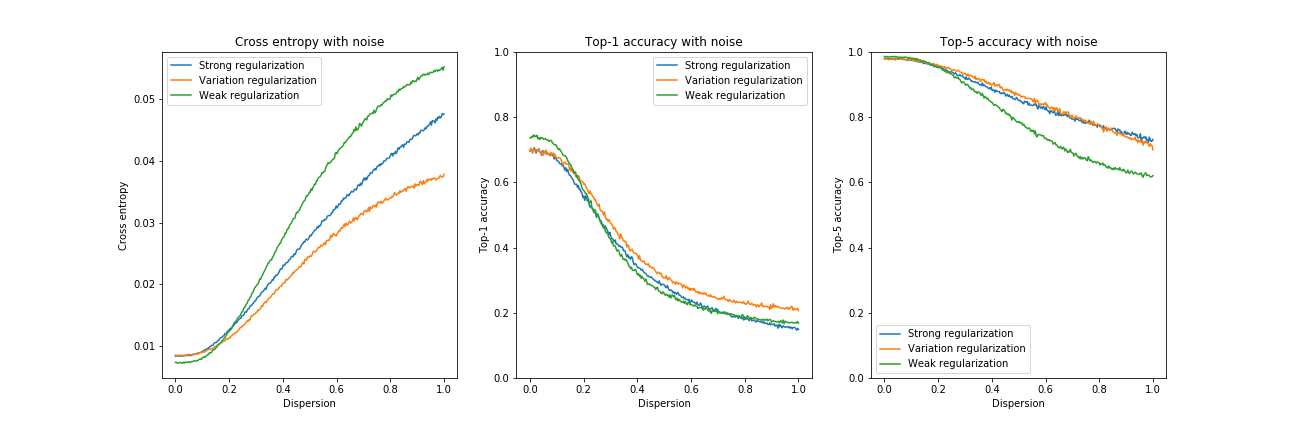 Cross entropy with noise
Strong regularization
Variation regularization
Weak regularization
0.05
0.04
0.03
0.02
0.01
Cross entropy
0.0 0.2 0.4 0.6 0.8 1.0
Dispersion
Top-1 accuracy with noise
Strong regularization
Variation regularization
Weak regularization
1.0
0.8
0.6
0.4
0.2
0.0
Top-1 accuracy
0.0 0.2 0.4 0.6 0.8 1.0
Dispersion
Top-5 accuracy with noise
1.0
0.8
0.6
0.4
0.2
0.0
Top-5 accuracy
Strong regularization
Variation regularization
Weak regularization
0.0 0.2 0.4 0.6 0.8 1.0
Dispersion